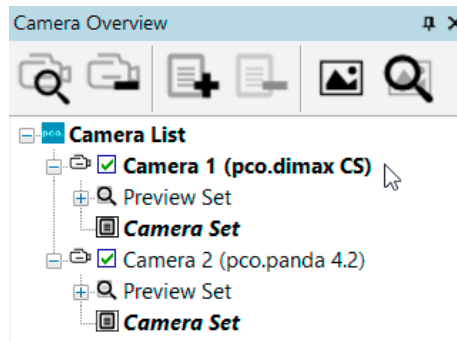 Camera Overview
pco. Camera List
Camera 1 (pco.dimax CS)
Preview Set
Camera Set
Camera 2 (pco.panda 4.2)
Preview Set
Camera Set